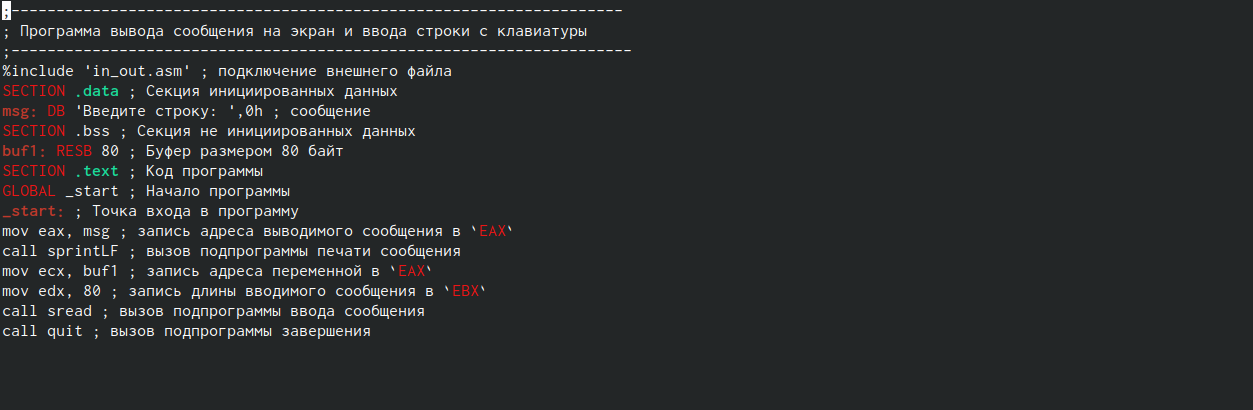 ;--------------------------------------------------------------------
; Программа вывода сообщения на экран и ввода строки с клавиатуры
;---------------------------------------------------------------------
%include 'in_out.asm' ; подключение внешнего файла
SECTION .data ; Секция инициированных данных
msg: DB 'Введите строку: ',0h ; сообщение
SECTION .bss ; Секция не инициированных данных
buf1: RESB 80 ; Буфер размером 80 байт
SECTION .text ; Код программы
GLOBAL _start ; Начало программы
_start: ; Точка входа в программу
mov eax, msg ; запись адреса выводимого сообщения в `EAX`
call sprintLF ; вызов подпрограммы печати сообщения
mov ecx, buf1 ; запись адреса переменной в `EAX`
mov edx, 80 ; запись длины вводимого сообщения в `EBX`
call sread ; вызов подпрограммы ввода сообщения
call quit ; вызов подпрограммы завершения